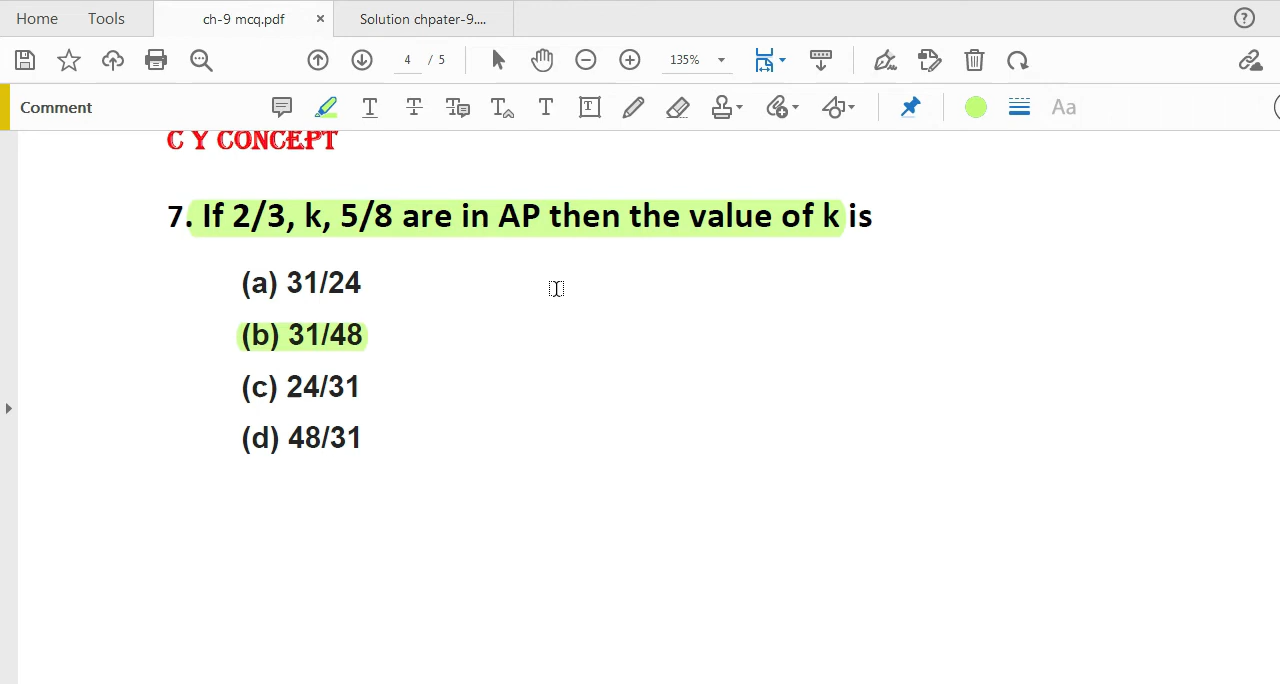 Home Tools ch-9 mcq.pdf × Solution chpater-9....
4 / 5 135%
Comment Aa
C Y CONCEPT
7. If 2/3, k, 5/8 are in AP then the value of k is
(a) 31/24
(b) 31/48
(c) 24/31
(d) 48/31